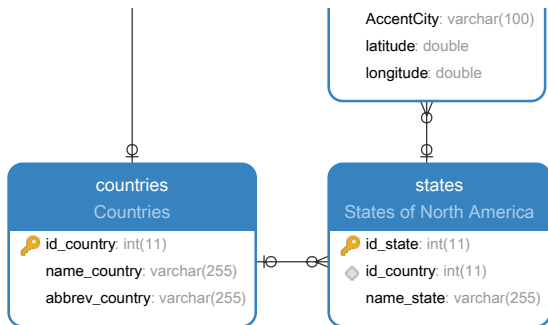 AccentCity: varchar(100)
latitude: double
longitude: double
countries
Countries
id_country: int(11)
name_country: varchar(255)
abbrev_country: varchar(255)
states
States of North America
id_state: int(11)
id_country: int(11)
name_state: varchar(255)